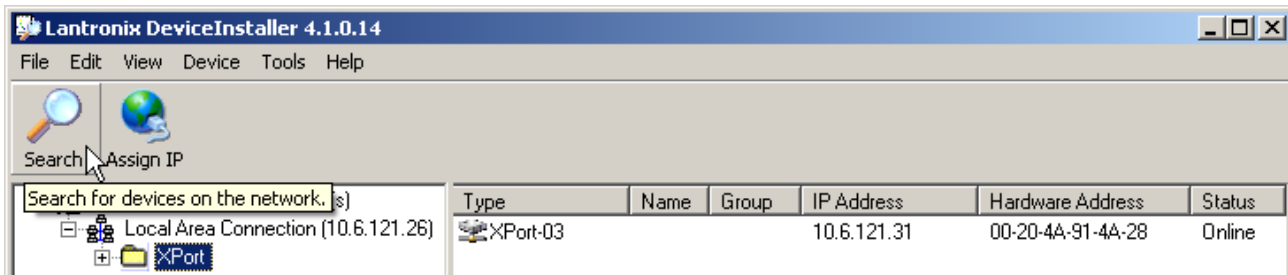 Lantronix DeviceInstaller 4.1.0.14
File Edit View Device Tools Help
Search Assign IP
Search for devices on the network. (s)
Type Name Group IP Address Hardware Address Status
Local Area Connection (10.6.121.26)
XPort-03 10.6.121.31 00-20-4A-91-4A-28 Online
XPort